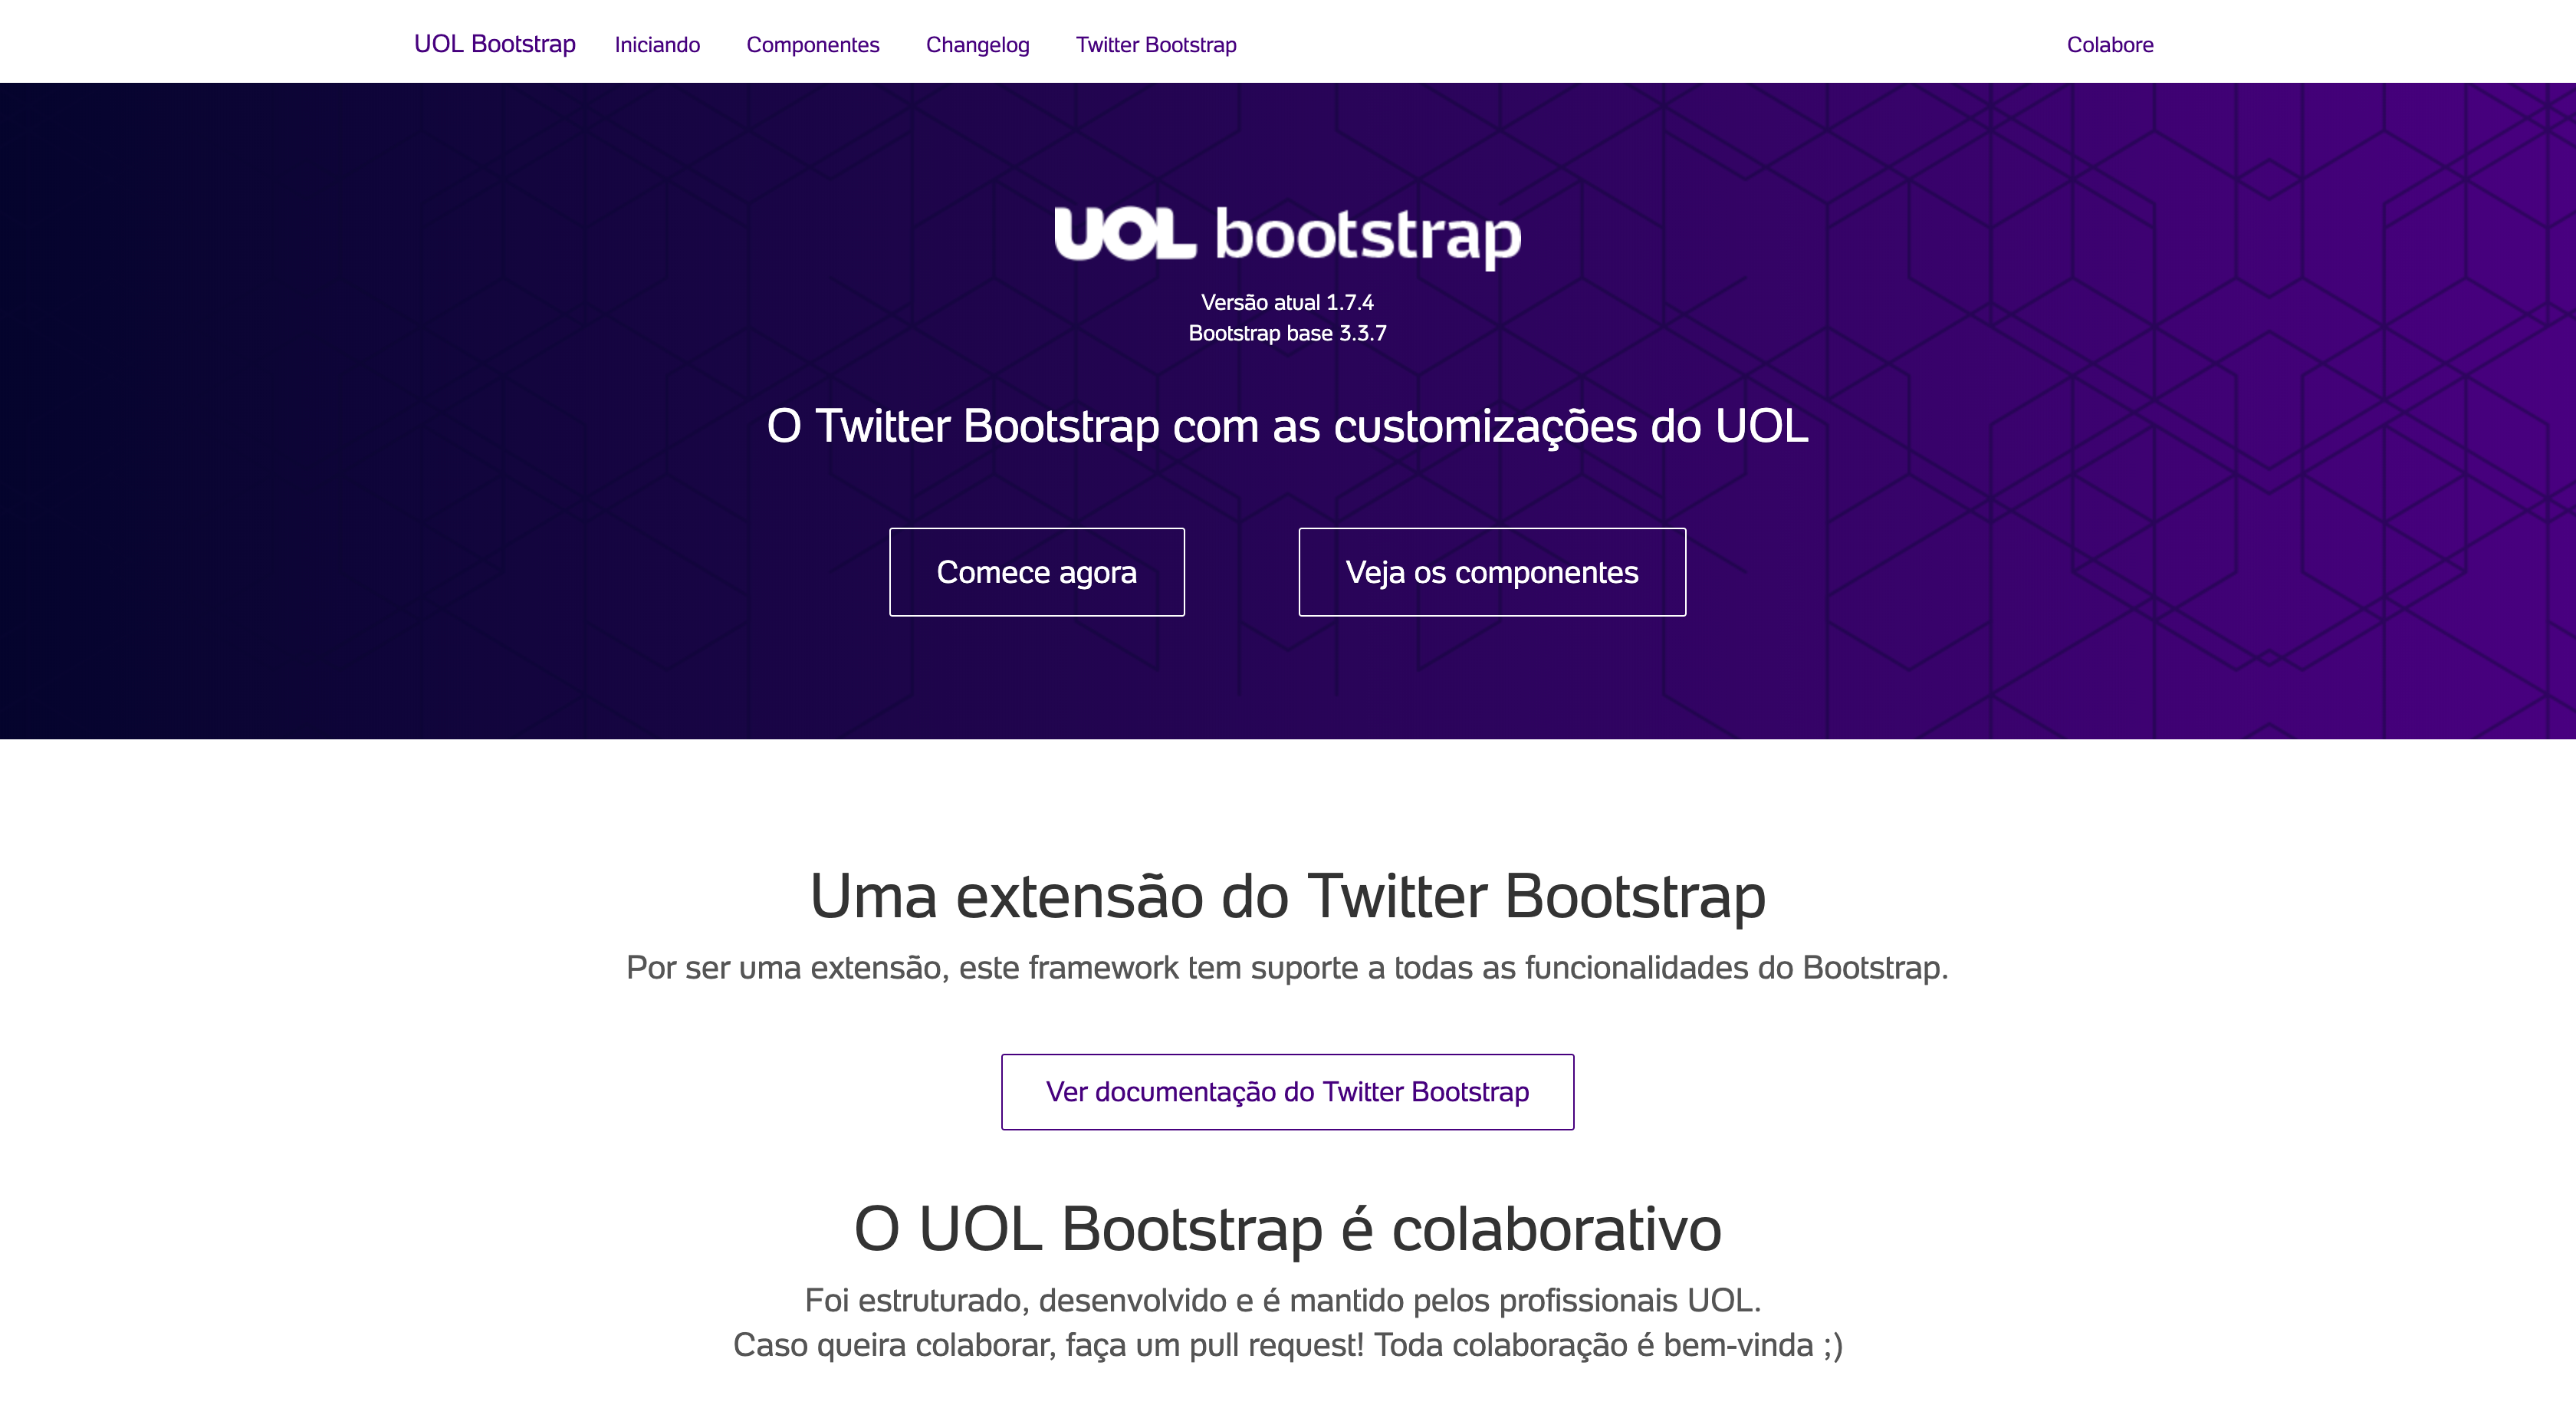 UOL Bootstrap
Iniciando
Componentes
Changelog
Twitter Bootstrap
Colabore
UOL bootstrap
Versão atual 1.7.4
Bootstrap base 3.3.7
O Twitter Bootstrap com as customizações do UOL
Comece agora
Veja os componentes
Uma extensão do Twitter Bootstrap
Por ser uma extensão, este framework tem suporte a todas as funcionalidades do Bootstrap.
Ver documentação do Twitter Bootstrap
O UOL Bootstrap é colaborativo
Foi estruturado, desenvolvido e é mantido pelos profissionais UOL.
Caso queira colaborar, faça um pull request! Toda colaboração é bem-vinda ;)